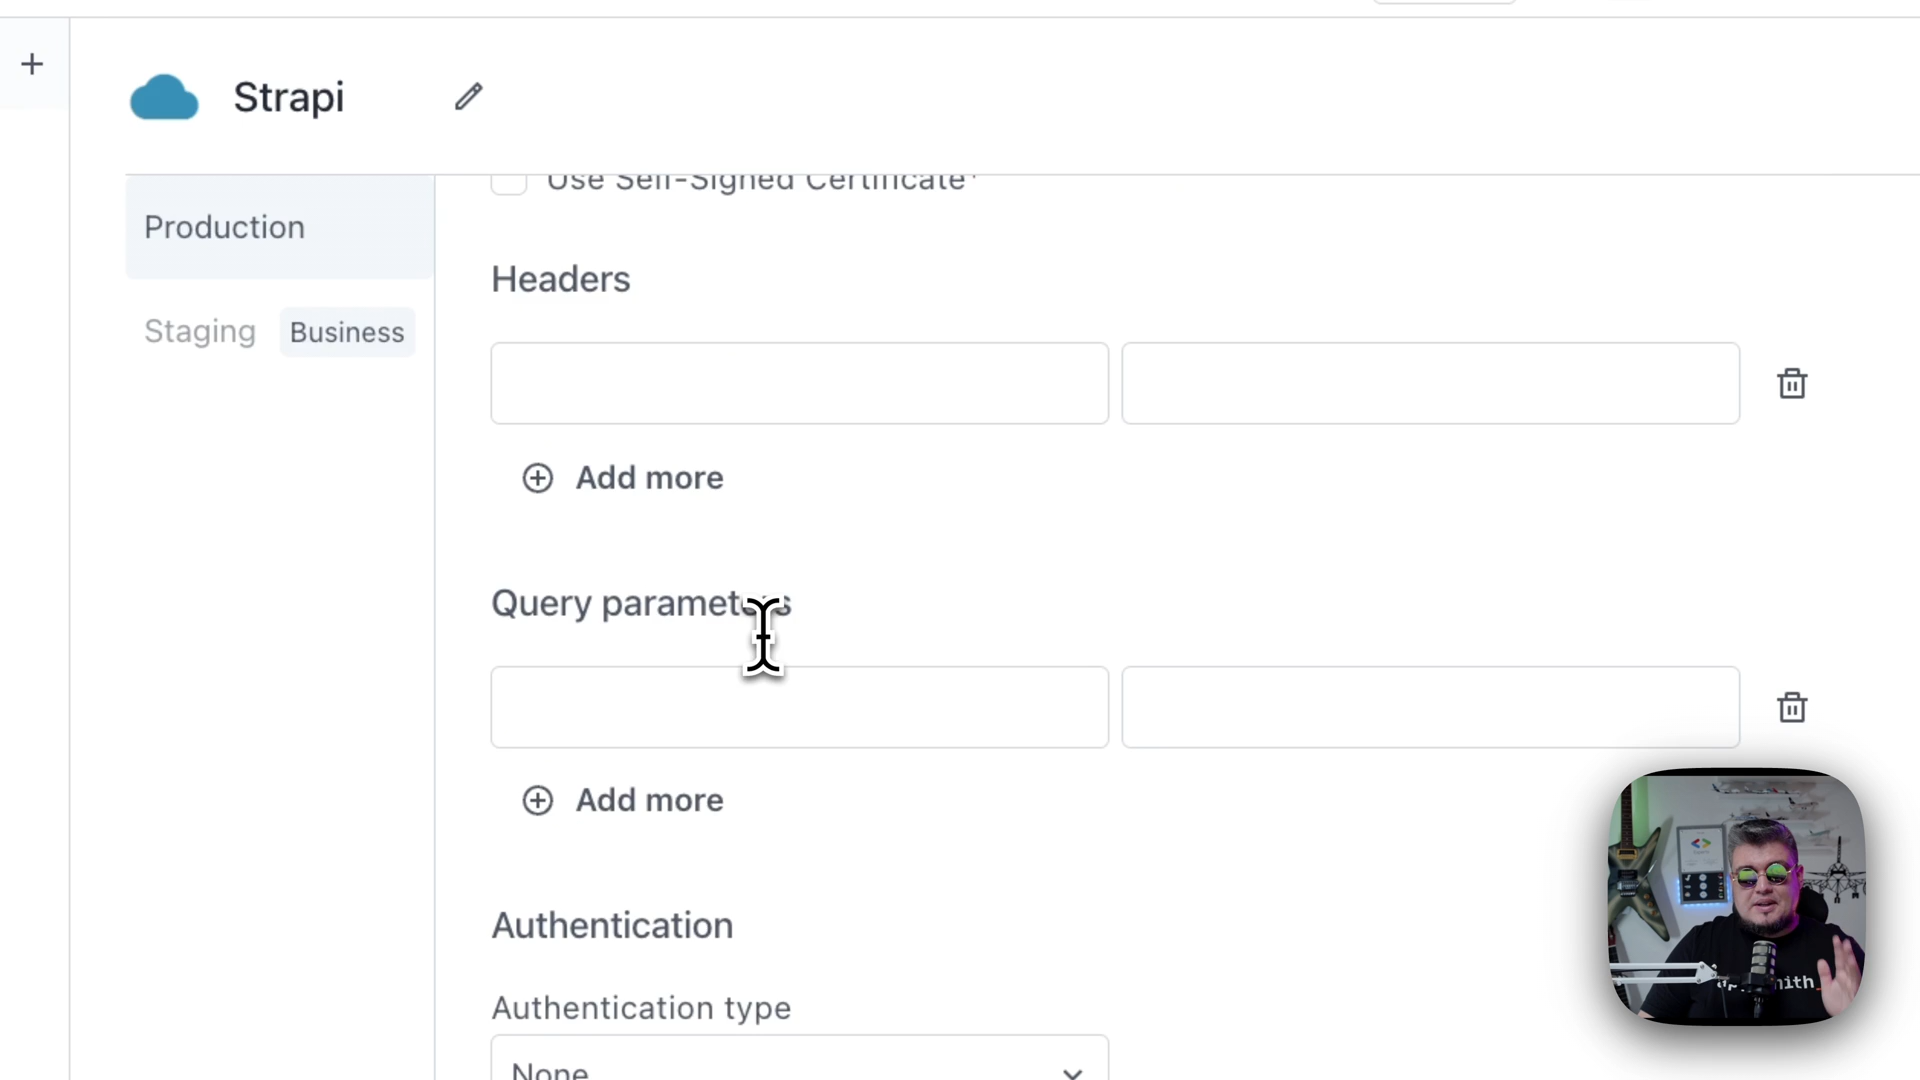 Strapi
Use Self-Signed Certificate
Production
Staging Business
Headers
Add more
Query parameters
Add more
Authentication
Authentication type
None